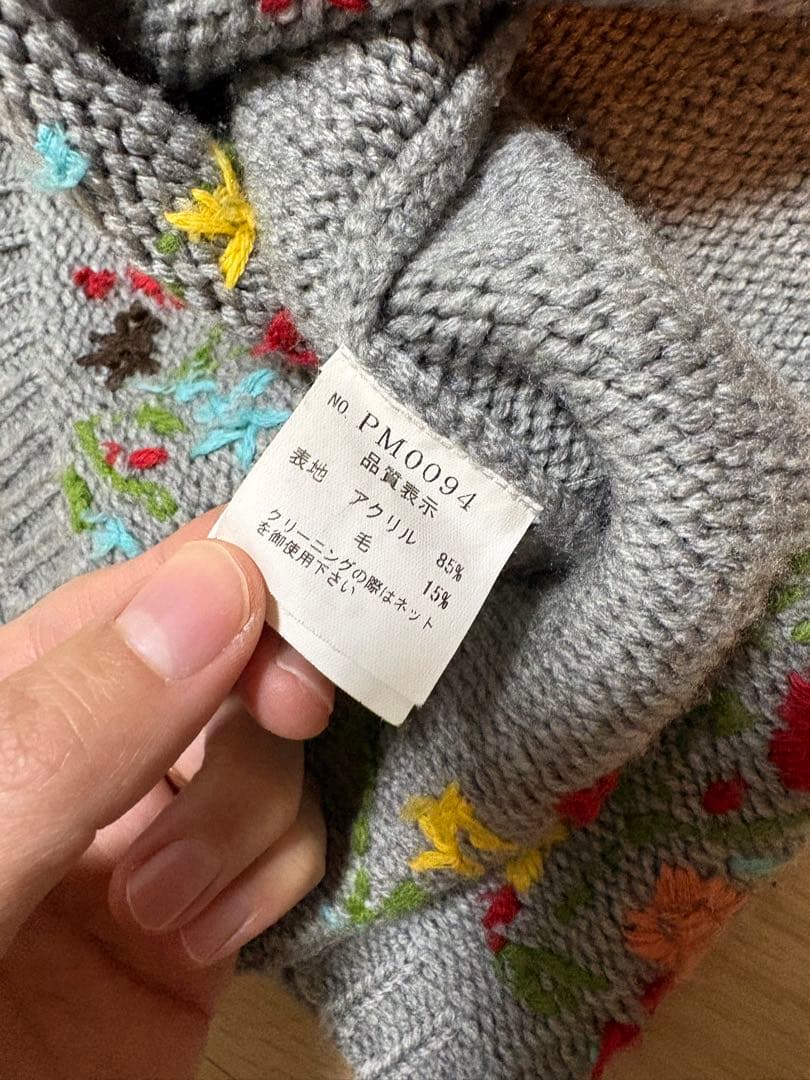 NO. PM0094
品質表示
表地
アクリル 85%
毛 15%
クリーニングの際はネット
を御使用下さい